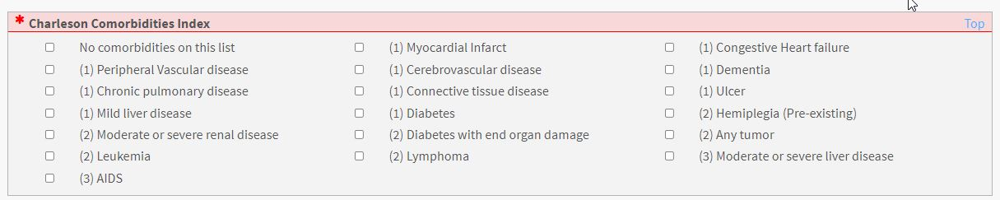 * Charleson Comorbidities Index Top
No comorbidities on this list (1) Myocardial Infarct (1) Congestive Heart failure
(1) Peripheral Vascular disease (1) Cerebrovascular disease (1) Dementia
(1) Chronic pulmonary disease (1) Connective tissue disease (1) Ulcer
(1) Mild liver disease (1) Diabetes (2) Hemiplegia (Pre-existing)
(2) Moderate or severe renal disease (2) Diabetes with end organ damage (2) Any tumor
(2) Leukemia (2) Lymphoma (3) Moderate or severe liver disease
(3) AIDS